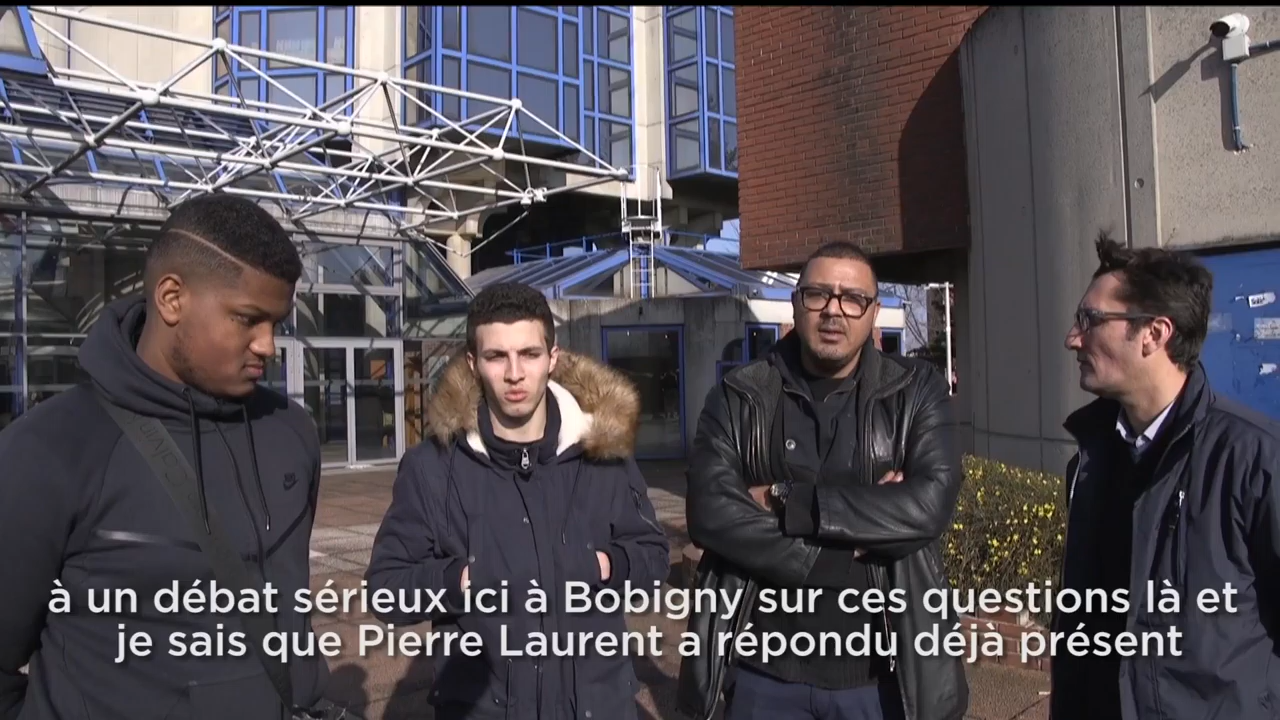 à un débat sérieux ici à Bobigny sur ces questions là et
je sais que Pierre Laurent a répondu déjà présent